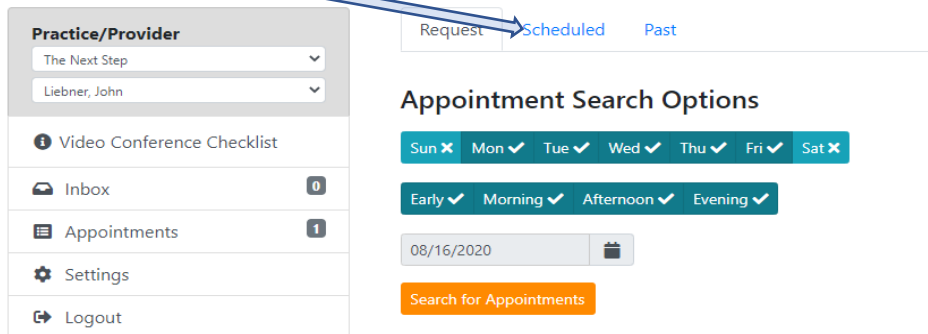 Practice/Provider
The Next Step
Liebner, John
Video Conference Checklist
Inbox 0
Appointments 1
Settings
Logout
Request Scheduled Past
Appointment Search Options
Sun Mon Tue Wed Thu Fri Sat
Early Morning Afternoon Evening
08/16/2020
Search for Appointments